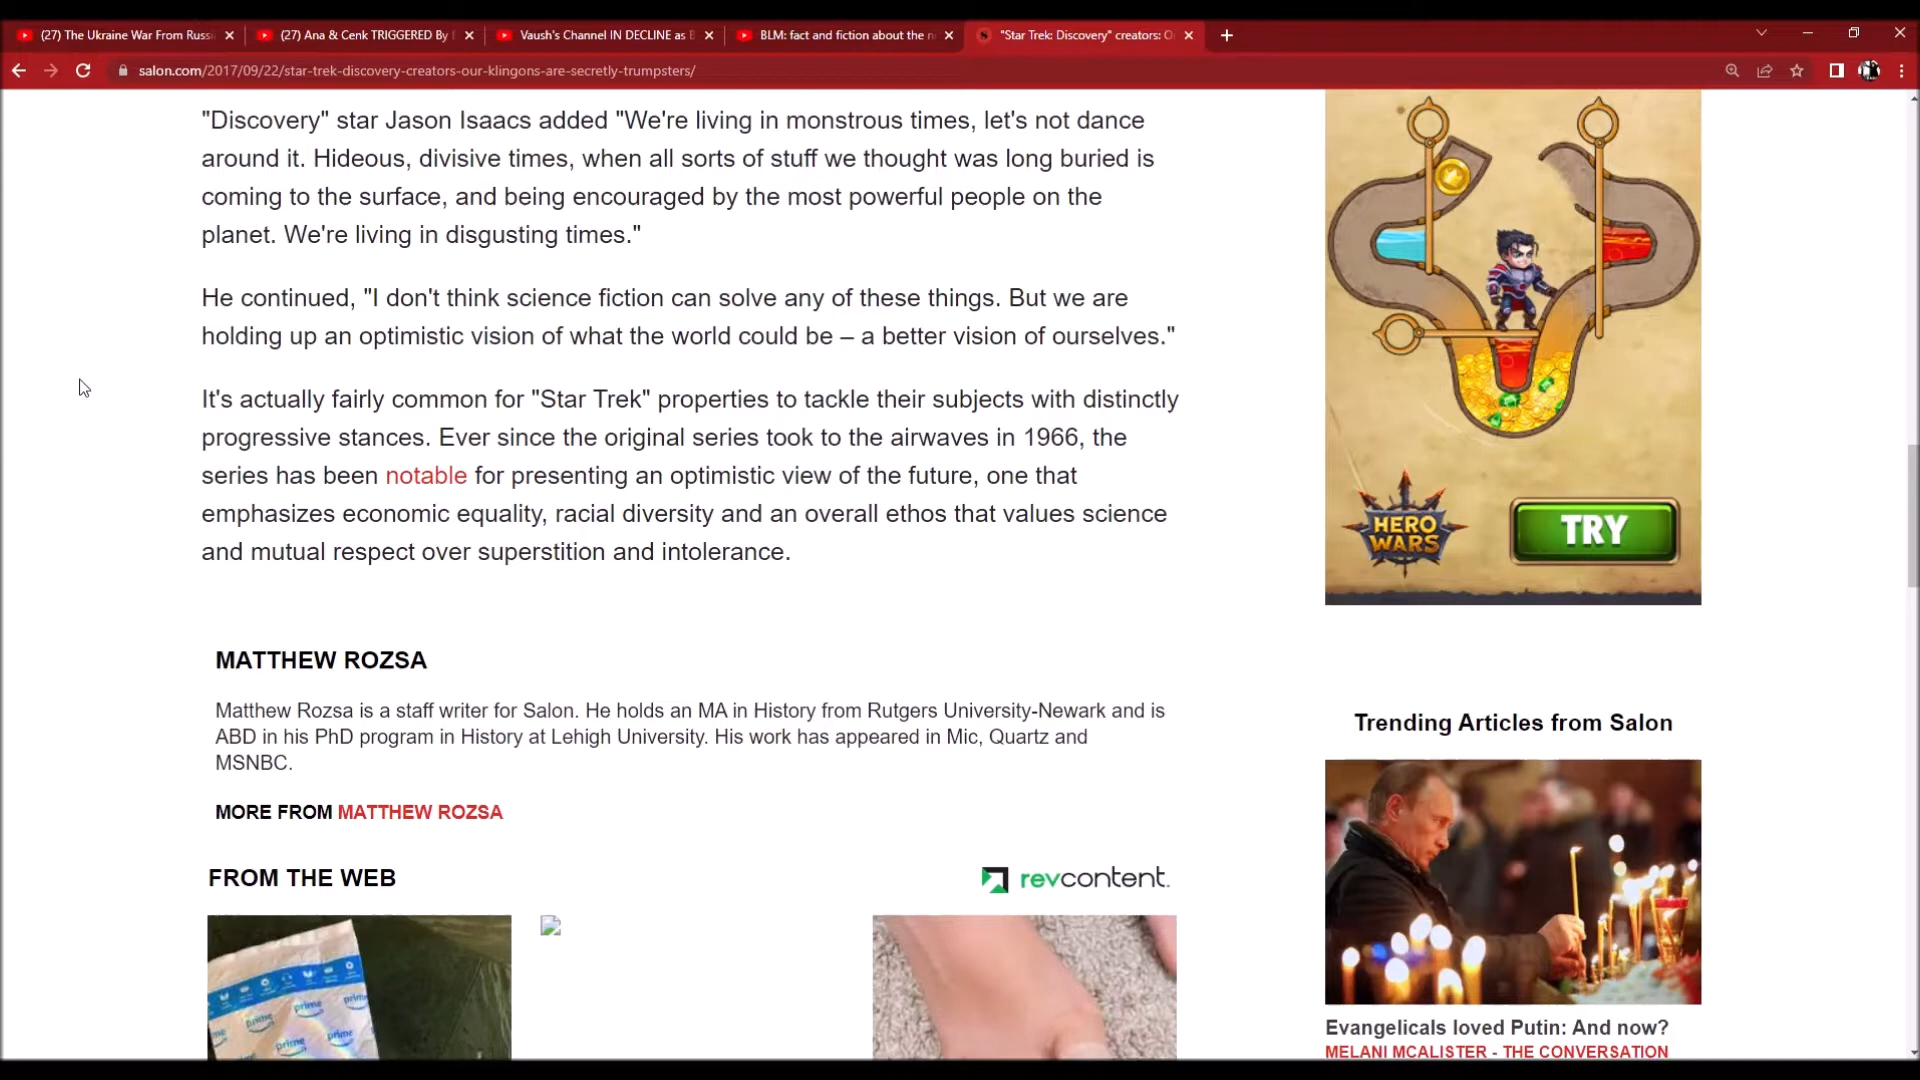 (27) The Ukraine War From Russi
(27) Ana & Cenk TRIGGERED By
Vaush's Channel IN DECLINE as B
BLM: fact and fiction about the n
"Star Trek: Discovery" creators: O
salon.com/2017/09/22/star-trek-discovery-creators-our-klingons-are-secretly-trumpsters/
"Discovery" star Jason Isaacs added "We're living in monstrous times, let's not dance
around it. Hideous, divisive times, when all sorts of stuff we thought was long buried is
coming to the surface, and being encouraged by the most powerful people on the
planet. We're living in disgusting times."
He continued, "I don't think science fiction can solve any of these things. But we are
holding up an optimistic vision of what the world could be – a better vision of ourselves."
It's actually fairly common for "Star Trek" properties to tackle their subjects with distinctly
progressive stances. Ever since the original series took to the airwaves in 1966, the
series has been notable for presenting an optimistic view of the future, one that
emphasizes economic equality, racial diversity and an overall ethos that values science
and mutual respect over superstition and intolerance.
HERO
WARS
TRY
MATTHEW ROZSA
Matthew Rozsa is a staff writer for Salon. He holds an MA in History from Rutgers University-Newark and is
ABD in his PhD program in History at Lehigh University. His work has appeared in Mic, Quartz and
MSNBC.
MORE FROM MATTHEW ROZSA
FROM THE WEB
revcontent.
prime
prime
prime
prime
prime
Trending Articles from Salon
Evangelicals loved Putin: And now?
MELANI MCALISTER - THE CONVERSATION